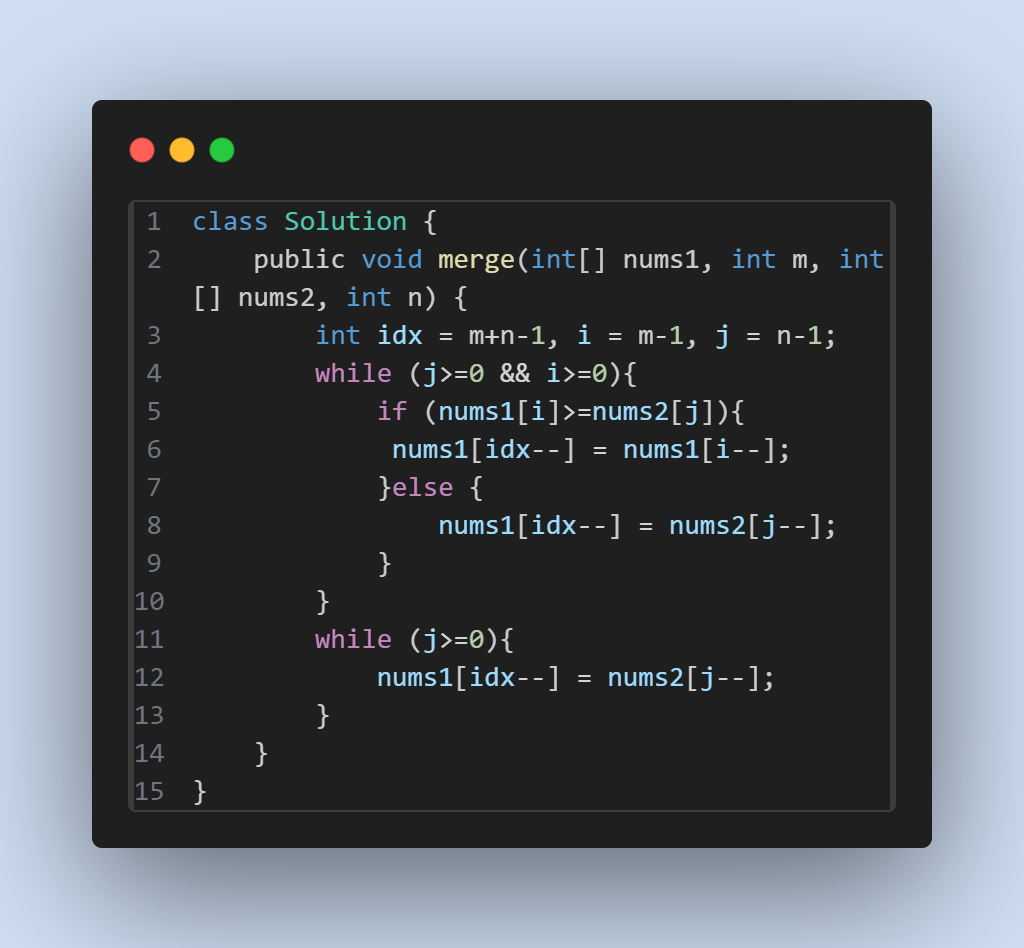 1 class Solution {
2     public void merge(int[] nums1, int m, int
[] nums2, int n) {
3         int idx = m+n-1, i = m-1, j = n-1;
4         while (j>=0 && i>=0){
5             if (nums1[i]>=nums2[j]){
6              nums1[idx--] = nums1[i--];
7             }else {
8                 nums1[idx--] = nums2[j--];
9             }
10         }
11         while (j>=0){
12             nums1[idx--] = nums2[j--];
13         }
14     }
15 }